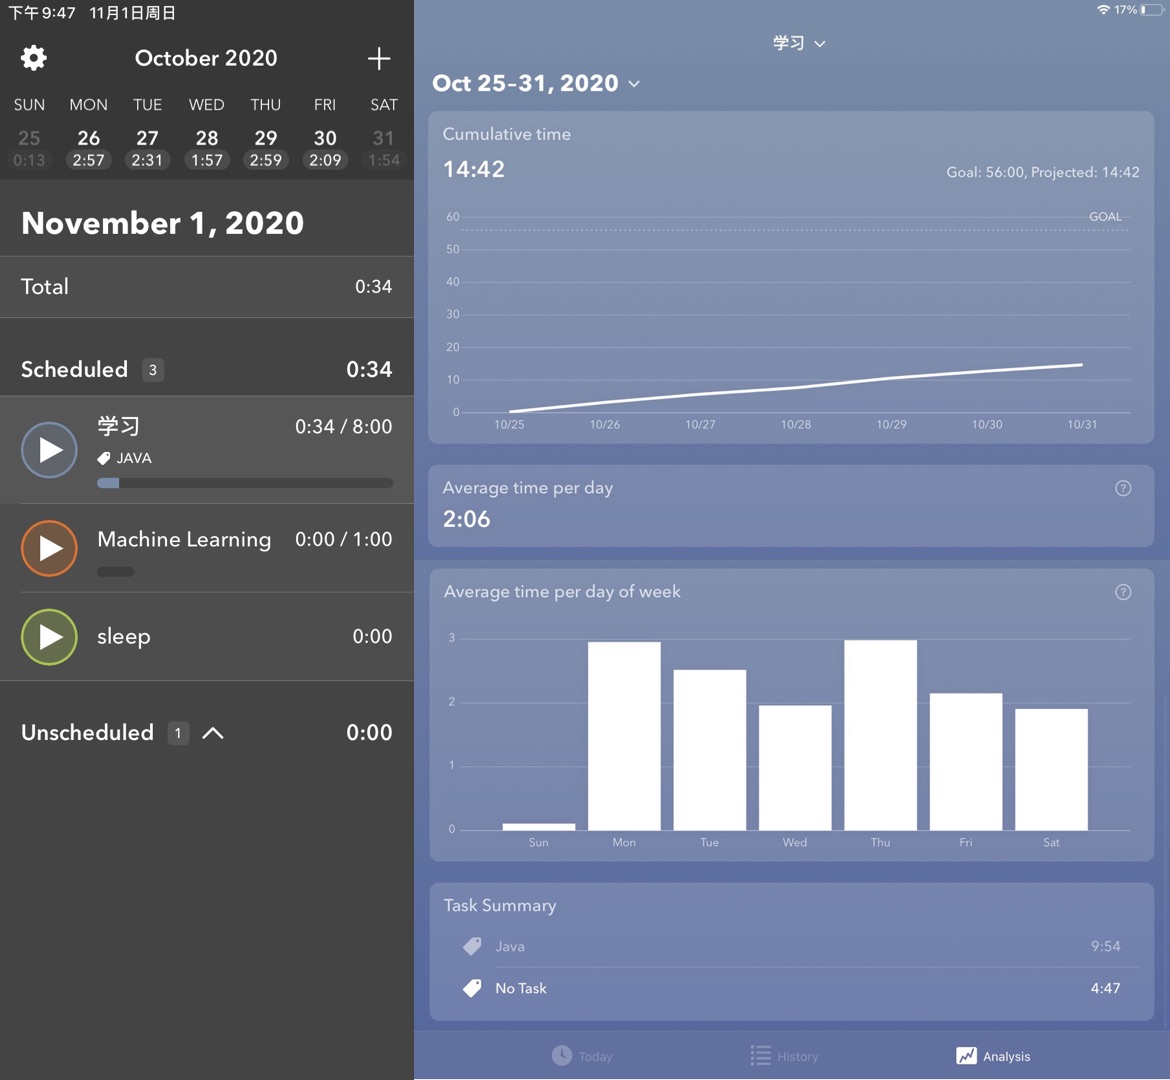 下午9:47 11月1日周日
October 2020
SUN MON TUE WED THU FRI SAT
25 26 27 28 29 30 31
0:13 2:57 2:31 1:57 2:59 2:09 1:54
November 1, 2020
Total 0:34
Scheduled 3 0:34
学习 0:34 / 8:00
JAVA
Machine Learning 0:00 / 1:00
sleep 0:00
Unscheduled 1 0:00
17%
学习
Oct 25–31, 2020
Cumulative time
14:42
Goal: 56:00, Projected: 14:42
60
GOAL
50
40
30
20
10
0
10/25 10/26 10/27 10/28 10/29 10/30 10/31
Average time per day ?
2:06
Average time per day of week ?
3
2
1
0
Sun Mon Tue Wed Thu Fri Sat
Task Summary
Java 9:54
No Task 4:47
Today History Analysis